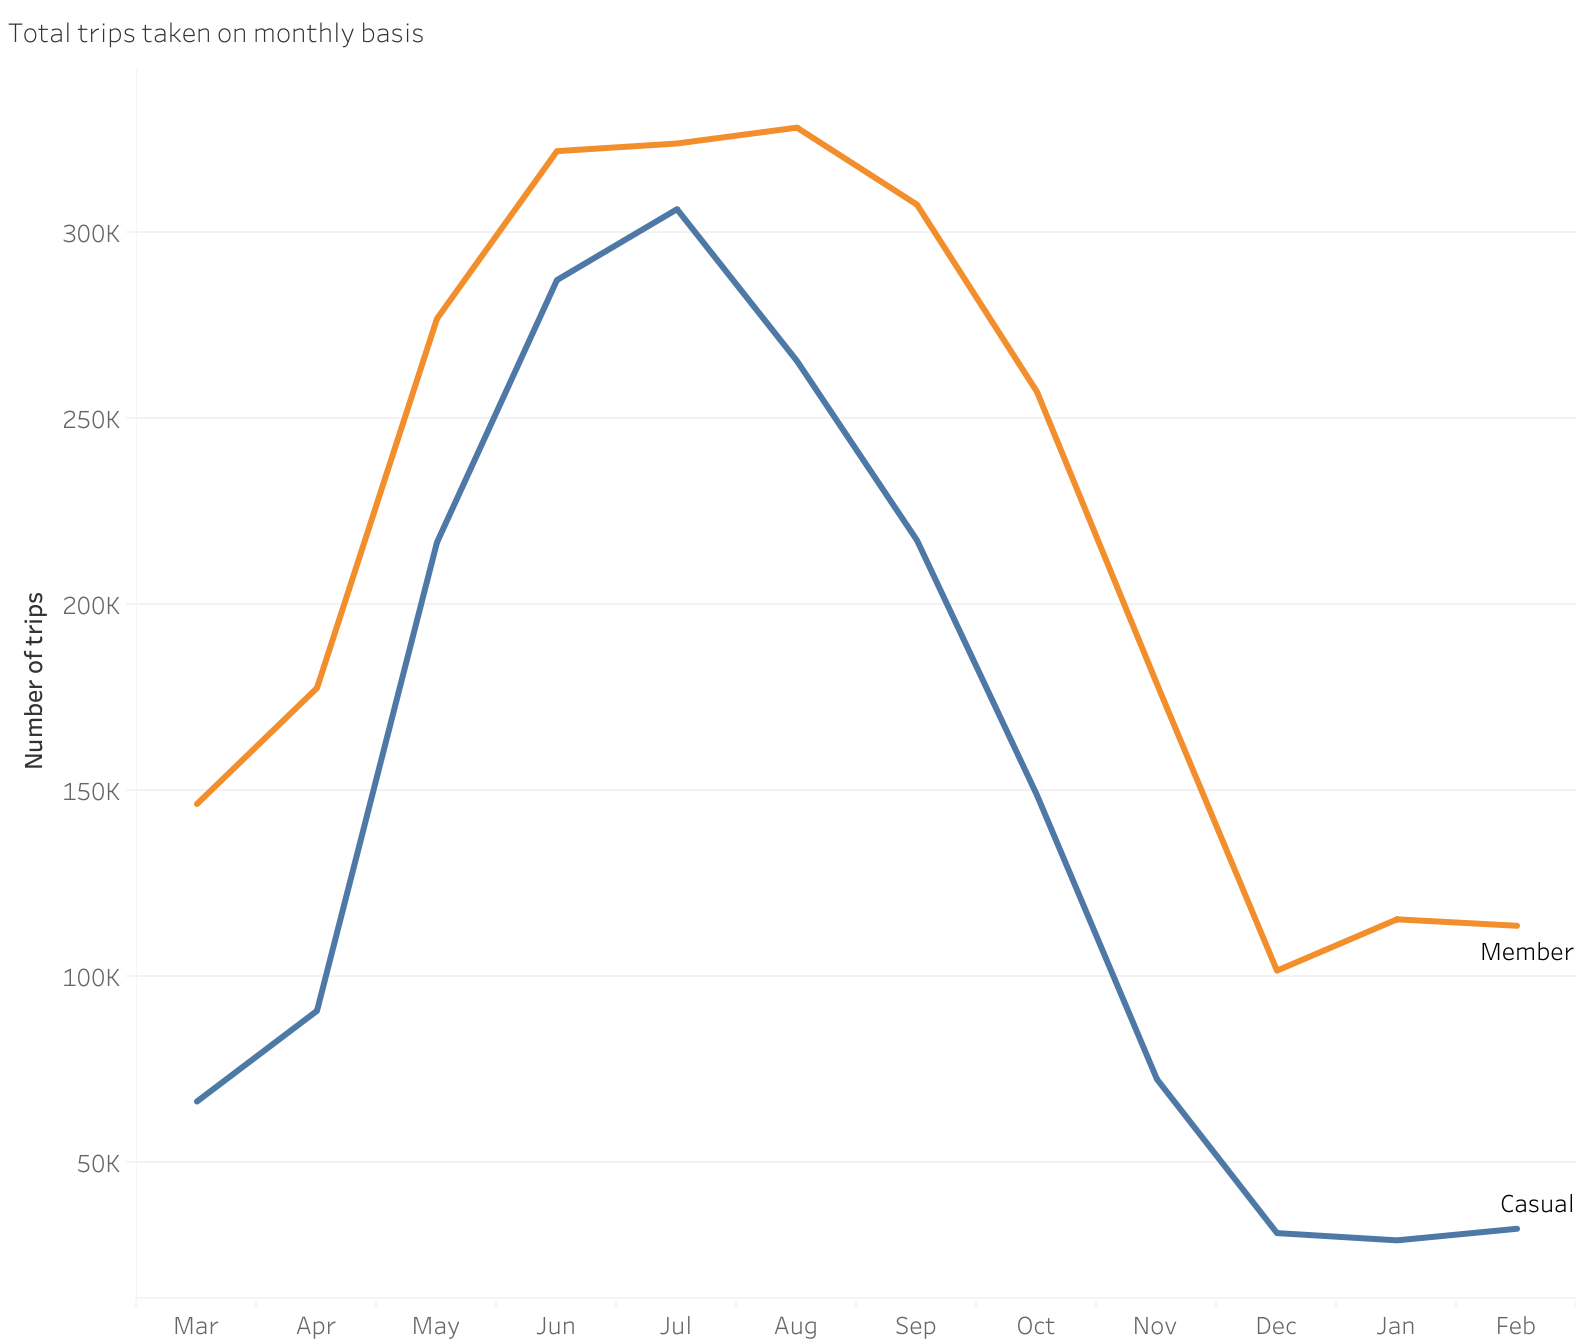 Total trips taken on monthly basis
Number of trips
300K
250K
200K
150K
100K
50K
Member
Casual
Mar Apr May Jun Jul Aug Sep Oct Nov Dec Jan Feb